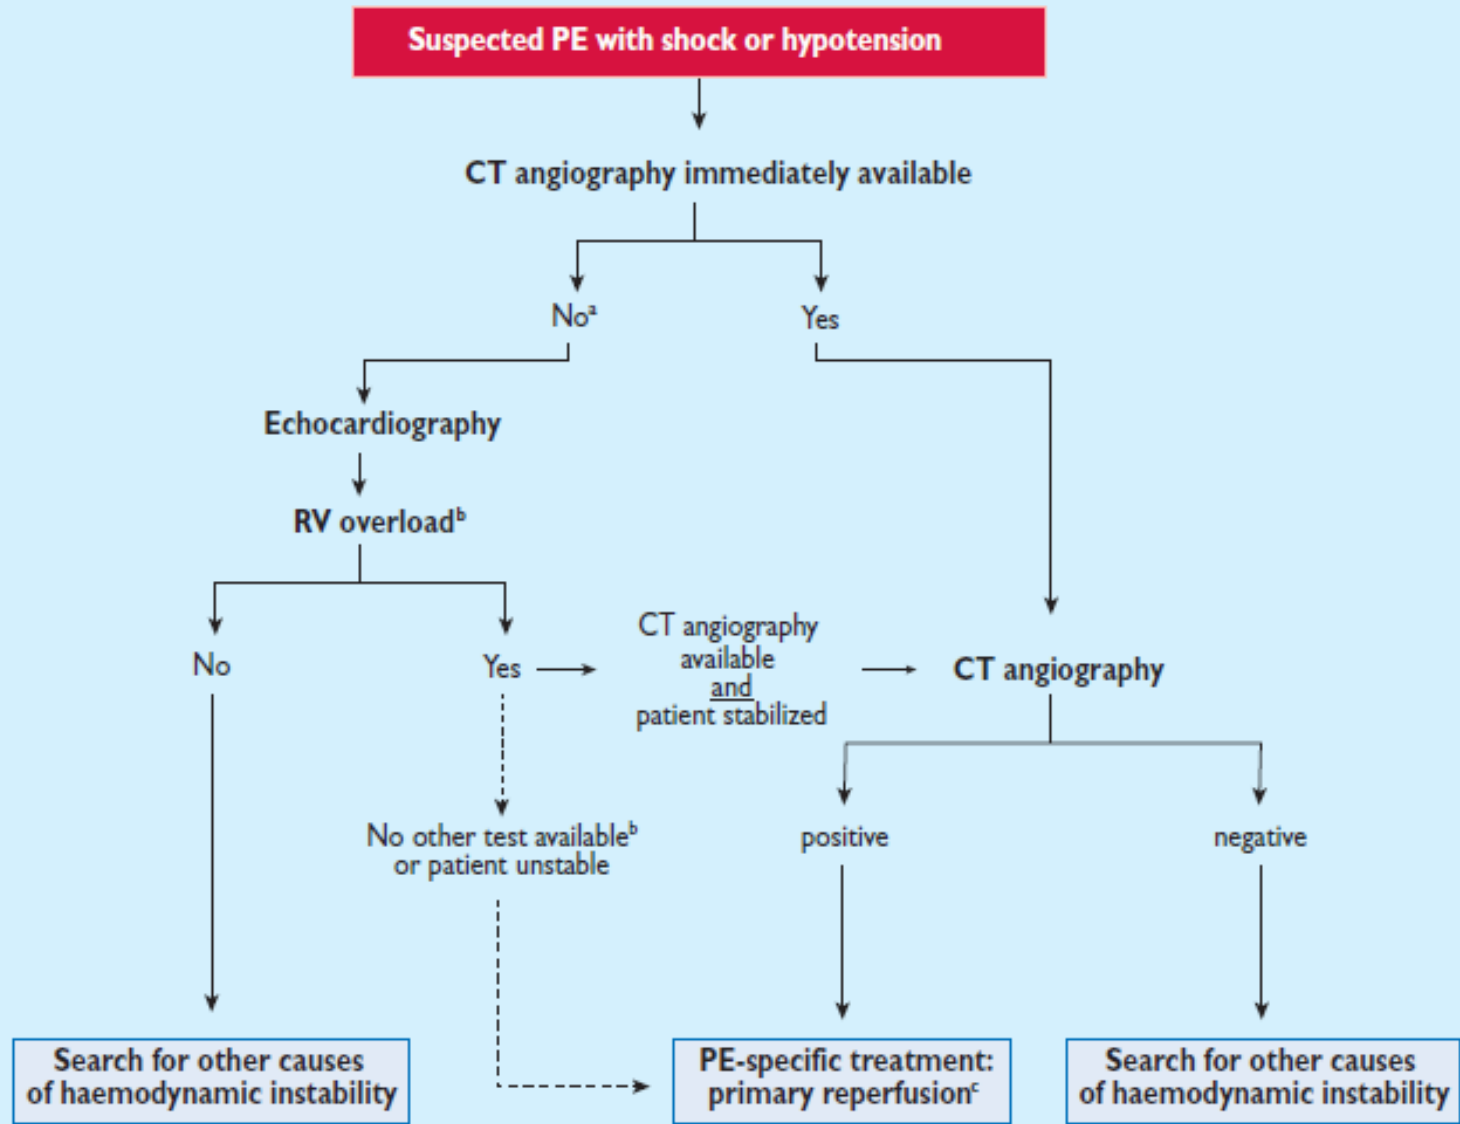 Suspected PE with shock or hypotension
CT angiography immediately available
Noᵃ
Yes
Echocardiography
RV overloadᵇ
No
Yes
CT angiography
available
and
patient stabilized
CT angiography
No other test availableᵇ
or patient unstable
positive
negative
Search for other causes
of haemodynamic instability
PE-specific treatment:
primary reperfusionᶜ
Search for other causes
of haemodynamic instability